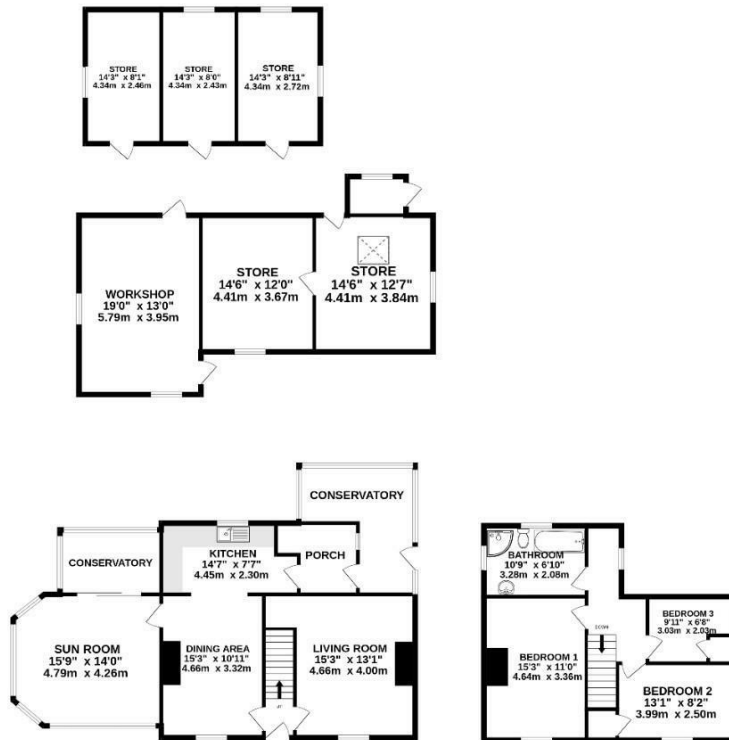 STORE
14'3" x 8'1"
4.34m x 2.46m
STORE
14'3" x 8'0"
4.34m x 2.43m
STORE
14'3" x 8'11"
4.34m x 2.72m
WORKSHOP
19'0" x 13'0"
5.79m x 3.95m
STORE
14'6" x 12'0"
4.41m x 3.67m
STORE
14'6" x 12'7"
4.41m x 3.84m
CONSERVATORY
CONSERVATORY
KITCHEN
14'7" x 7'7"
4.45m x 2.30m
PORCH
SUN ROOM
15'9" x 14'0"
4.79m x 4.26m
DINING AREA
15'3" x 10'11"
4.66m x 3.32m
LIVING ROOM
15'3" x 13'1"
4.66m x 4.00m
UP
BATHROOM
10'9" x 6'10"
3.28m x 2.08m
DOWN
BEDROOM 3
9'11" x 6'8"
3.03m x 2.03m
BEDROOM 1
15'3" x 11'0"
4.64m x 3.36m
BEDROOM 2
13'1" x 8'2"
3.99m x 2.50m